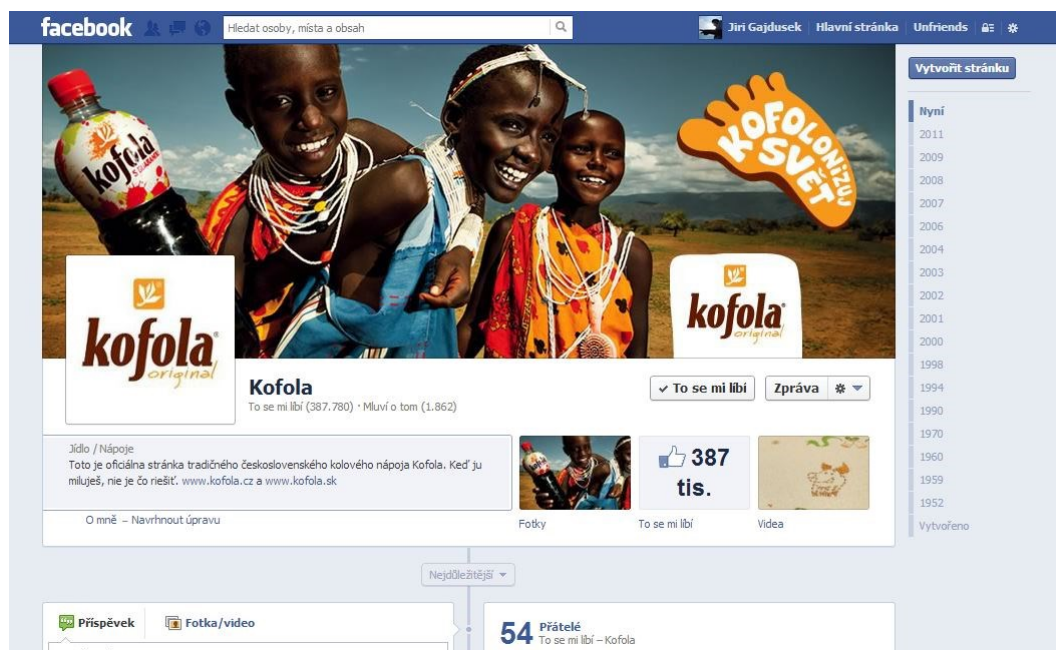 facebook
Hledat osoby, místa a obsah
Jiri Gajdusek
Hlavní stránka
Unfriends
Vytvořit stránku
kofola
KOFOLONIZUJ
SVĚT
kofola
original
kofola
original
Nyní
2011
2009
2008
2007
2006
2004
2003
2002
2001
2000
1998
1994
1990
1970
1960
1959
1952
Vytvořeno
Kofola
To se mi líbí (387.780) · Mluví o tom (1.862)
✓ To se mi líbí
Zpráva
Jídlo / Nápoje
Toto je oficiálna stránka tradičného československého kolového nápoja Kofola. Keď ju
miluješ, nie je čo riešiť. www.kofola.cz a www.kofola.sk
O mně – Navrhnout úpravu
387
tis.
Fotky
To se mi líbí
Videa
Nejdůležitější
Příspěvek
Fotka/video
54 Přátelé
To se mi líbí – Kofola